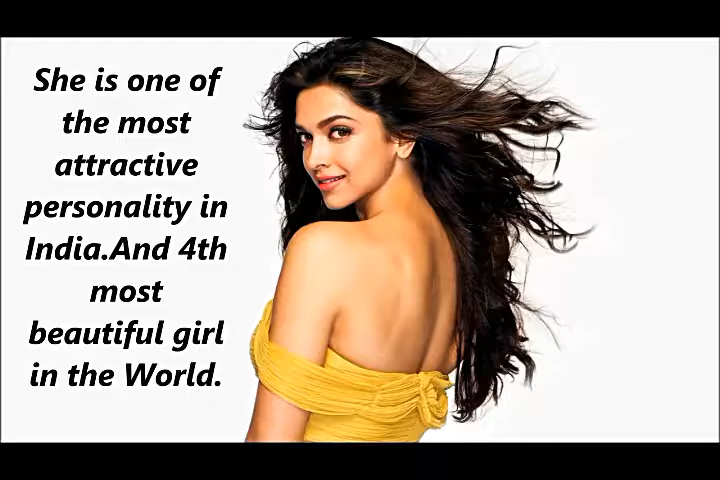 She is one of
the most
attractive
personality in
India.And 4th
most
beautiful girl
in the World.